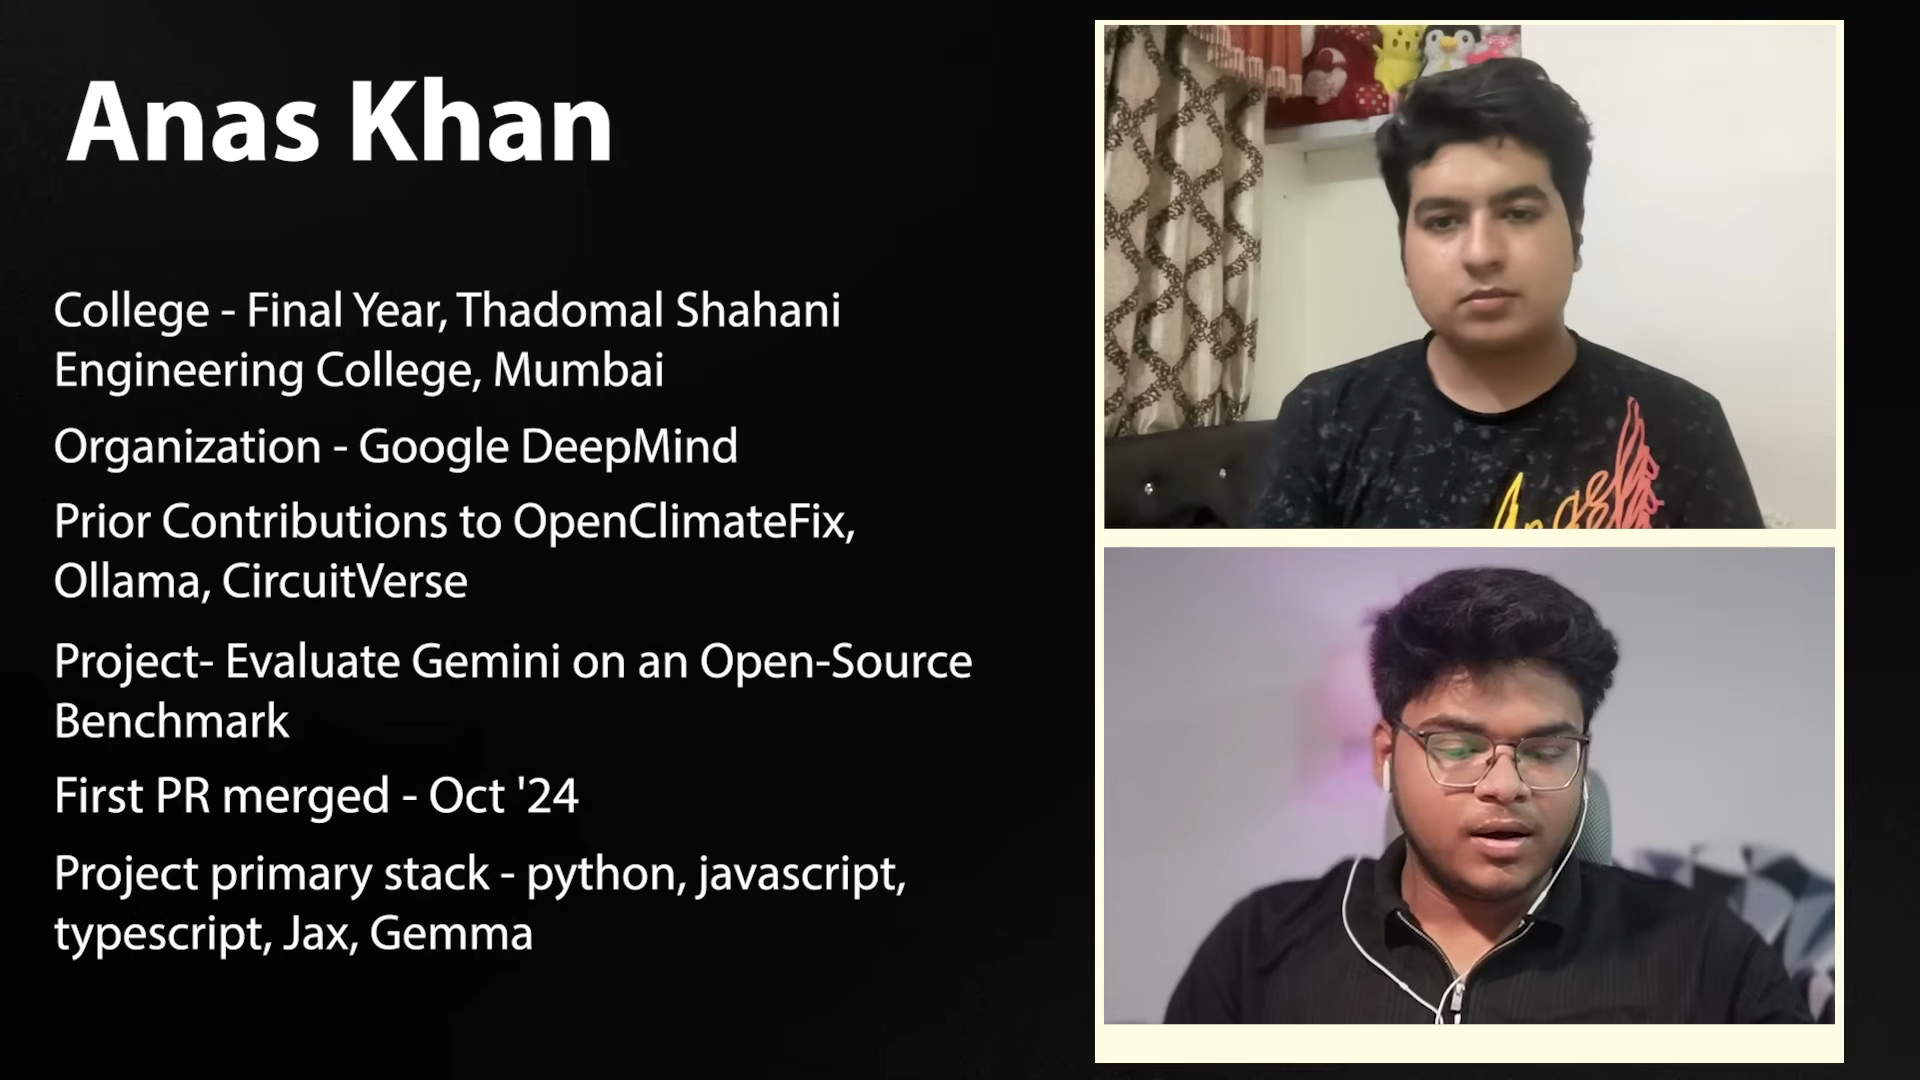 Anas Khan
College - Final Year, Thadomal Shahani
Engineering College, Mumbai
Organization - Google DeepMind
Prior Contributions to OpenClimateFix,
Ollama, CircuitVerse
Project- Evaluate Gemini on an Open-Source
Benchmark
First PR merged - Oct '24
Project primary stack - python, javascript,
typescript, Jax, Gemma